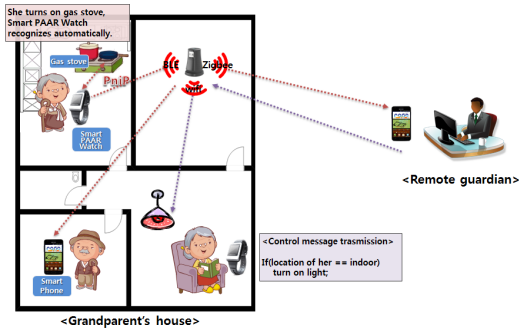 She turns on gas stove,
Smart PAAR Watch
recognizes automatically.
Gas stove
BLE
Zigbee
PniP
Wifi
Smart
PAAR
Watch
<Remote guardian>
<Control message trasmission>
If(location of her == indoor)
turn on light;
Smart
Phone
<Grandparent's house>